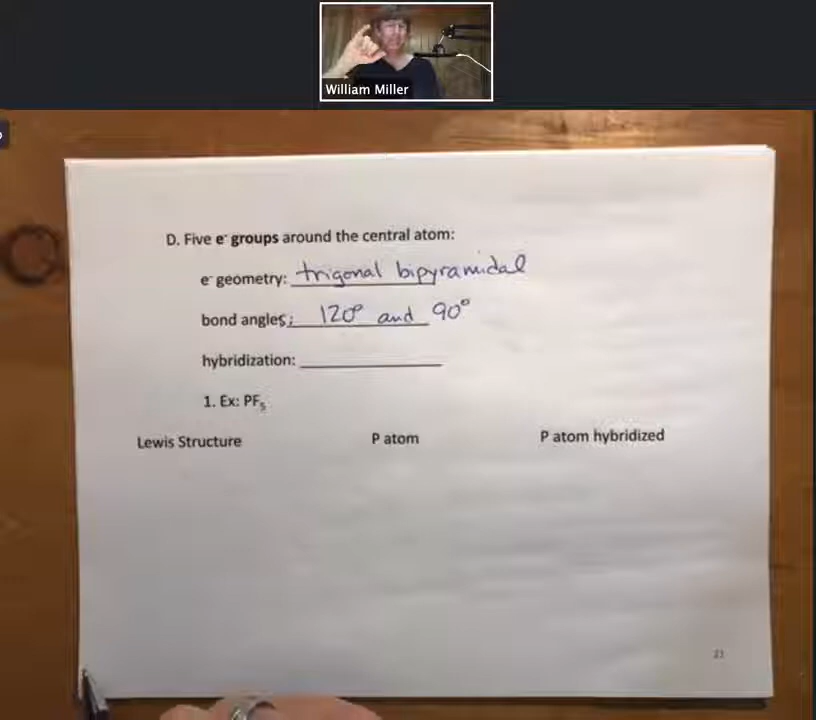 William Miller
D. Five e⁻ groups around the central atom:
e⁻ geometry: trigonal bipyramidal
bond angles: 120° and 90°
hybridization:
1. Ex: PF₅
Lewis Structure P atom P atom hybridized
21